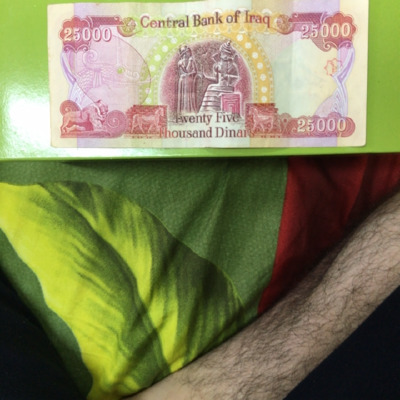 Central Bank of Iraq
25000 25000
Twenty Five
Thousand Dinars
25000